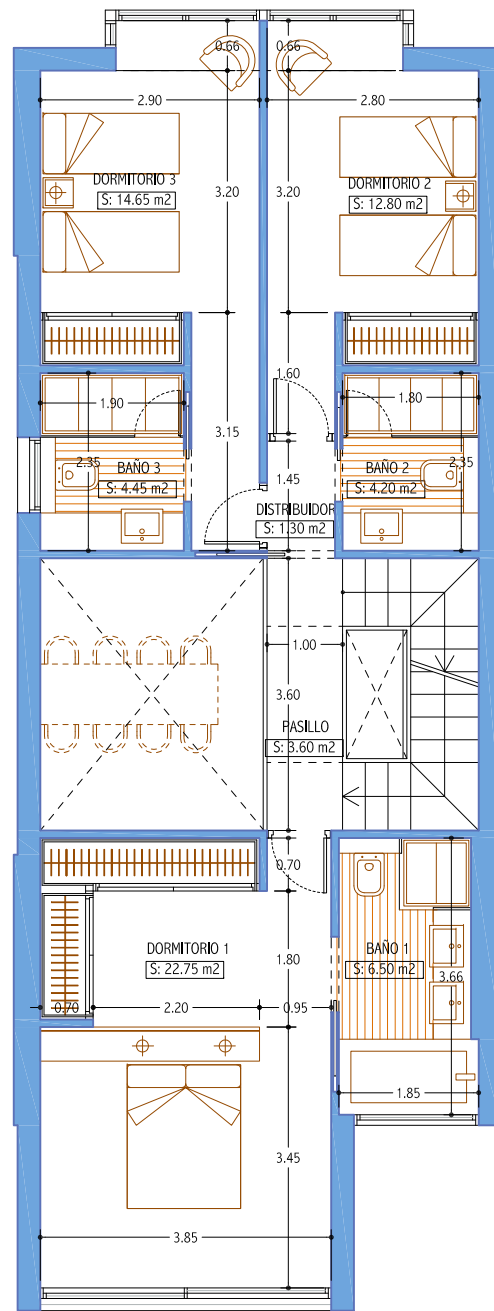 0.66
0.66
2.90
2.80
DORMITORIO 3
S: 14.65 m2
3.20
3.20
DORMITORIO 2
S: 12.80 m2
1.60
1.90
1.80
3.15
2.35
BAÑO 3
S: 4.45 m2
1.45
BAÑO 2
S: 4.20 m2
2.35
DISTRIBUIDOR
S: 1.30 m2
1.00
3.60
PASILLO
S: 3.60 m2
0.70
DORMITORIO 1
S: 22.75 m2
1.80
BAÑO 1
S: 6.50 m2
3.66
0.70
2.20
0.95
1.85
3.45
3.85